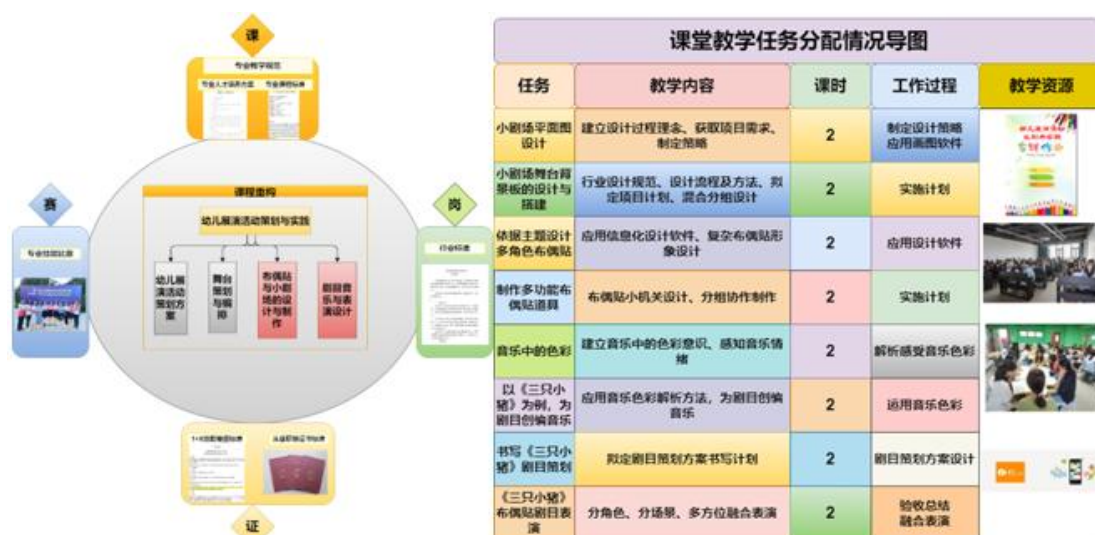 课
专业教学规范
专业人才培养方案 专业课程标准
赛
专业技能比赛
岗
行业标准
课程重构
幼儿展演活动策划与实践
幼儿展
演活动
策划方
案
舞台
策划
与编
排
布偶贴
与小剧
场的设
计与制
作
剧目音
乐与表
演设计
证
课堂教学任务分配情况导图
任务 教学内容 课时 工作过程 教学资源
小剧场平面图
设计
建立设计过程理念、获取项目需求、
制定策略
2
制定设计策略
应用画图软件
小剧场舞台背
景板的设计与
搭建
行业设计规范、设计流程及方法、拟
定项目计划、混合分组设计
2
实施计划
依据主题设计
多角色布偶贴
应用信息化设计软件、复杂布偶贴形
象设计
2
应用设计软件
制作多功能布
偶贴道具
布偶贴小机关设计、分组协作制作
2
实施计划
音乐中的色彩
建立音乐中的色彩意识、感知音乐情
绪
2
解析感受音乐色彩
以《三只小
猪》为例，为
剧目创编音乐
应用音乐色彩解析方法，为剧目创编
音乐
2
运用音乐色彩
书写《三只小
猪》剧目策划
拟定剧目策划方案书写计划
2
剧目策划方案设计
《三只小猪》
布偶贴剧目表
演
分角色、分场景、多方位融合表演
2
验收总结
融合表演